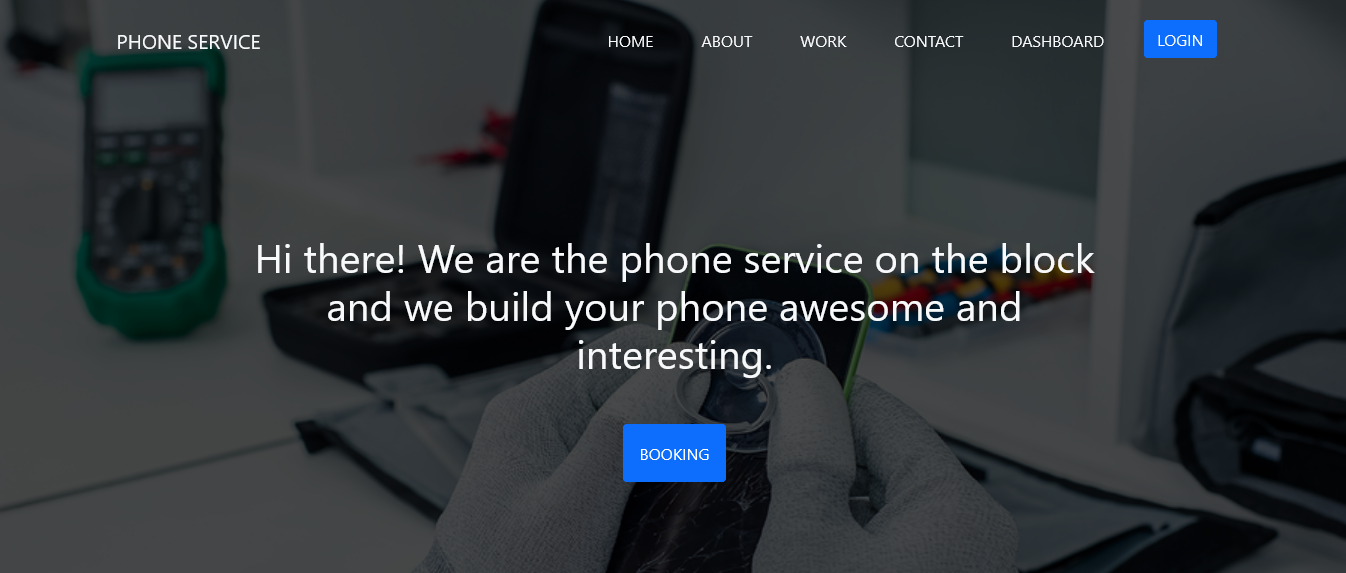 PHONE SERVICE
HOME ABOUT WORK CONTACT DASHBOARD LOGIN
Hi there! We are the phone service on the block
and we build your phone awesome and
interesting.
BOOKING